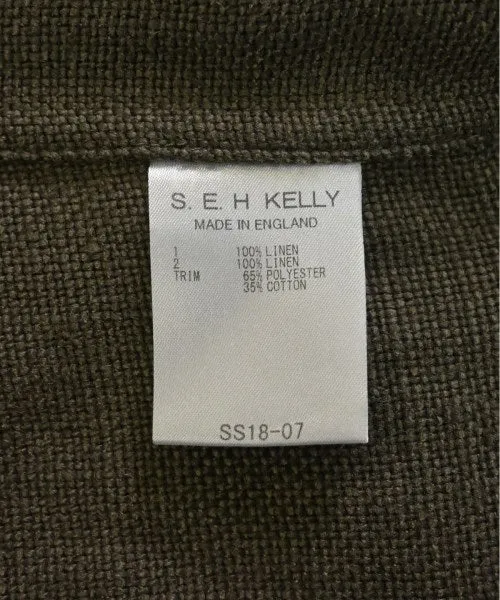 S. E. H KELLY
MADE IN ENGLAND
1 100% LINEN
2 100% LINEN
TRIM 65% POLYESTER
35% COTTON
SS18-07